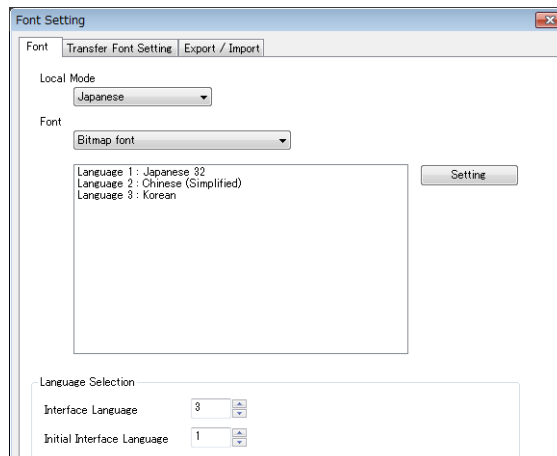 Font Setting
Font Transfer Font Setting Export / Import
Local Mode
Japanese
Font
Bitmap font
Language 1 : Japanese 32
Language 2 : Chinese (Simplified)
Language 3 : Korean
Setting
Language Selection
Interface Language 3
Initial Interface Language 1